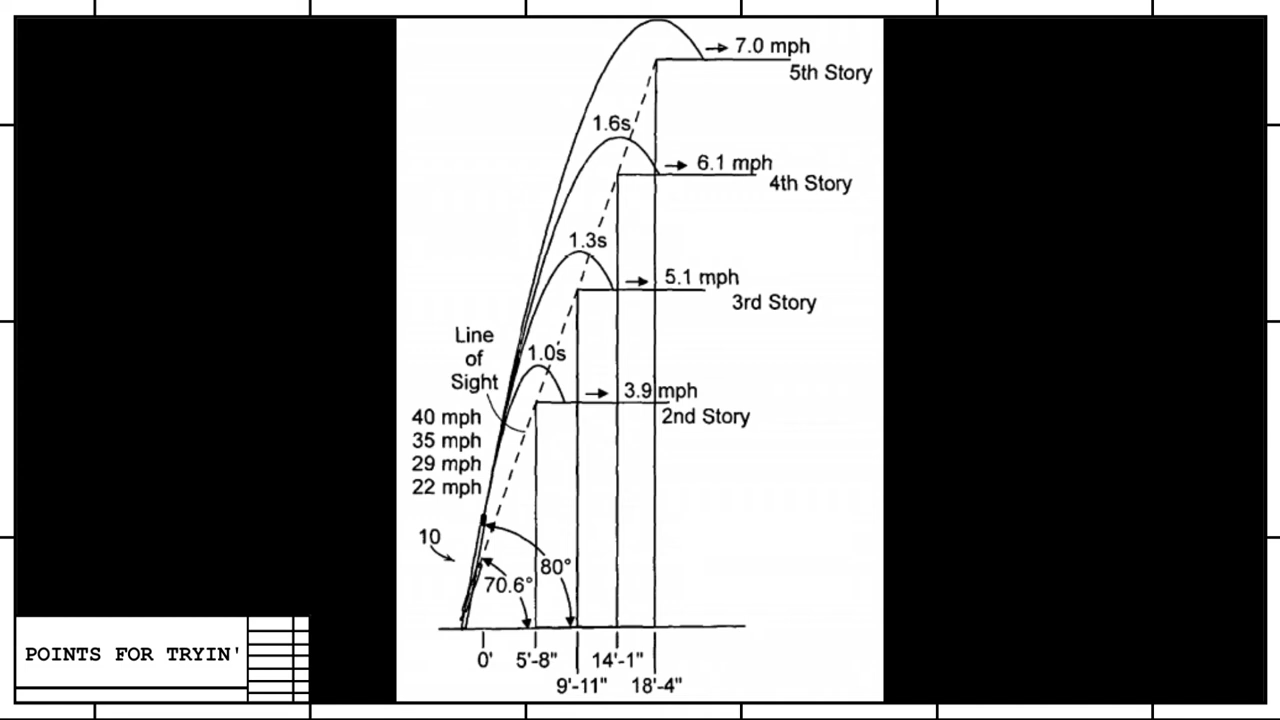 7.0 mph
5th Story
1.6s
6.1 mph
4th Story
1.3s
5.1 mph
3rd Story
Line
of
Sight
1.0s
3.9 mph
2nd Story
40 mph
35 mph
29 mph
22 mph
10
80°
70.6°
0'
5'-8"
14'-1"
9'-11"
18'-4"
POINTS FOR TRYIN'